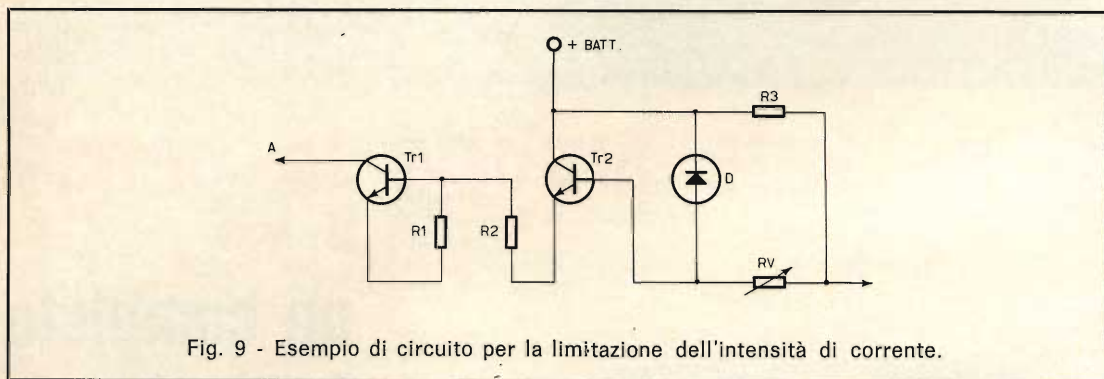 + BATT.
R3
A
Tr1
Tr2
D
R1
R2
RV
Fig. 9 - Esempio di circuito per la limitazione dell'intensità di corrente.